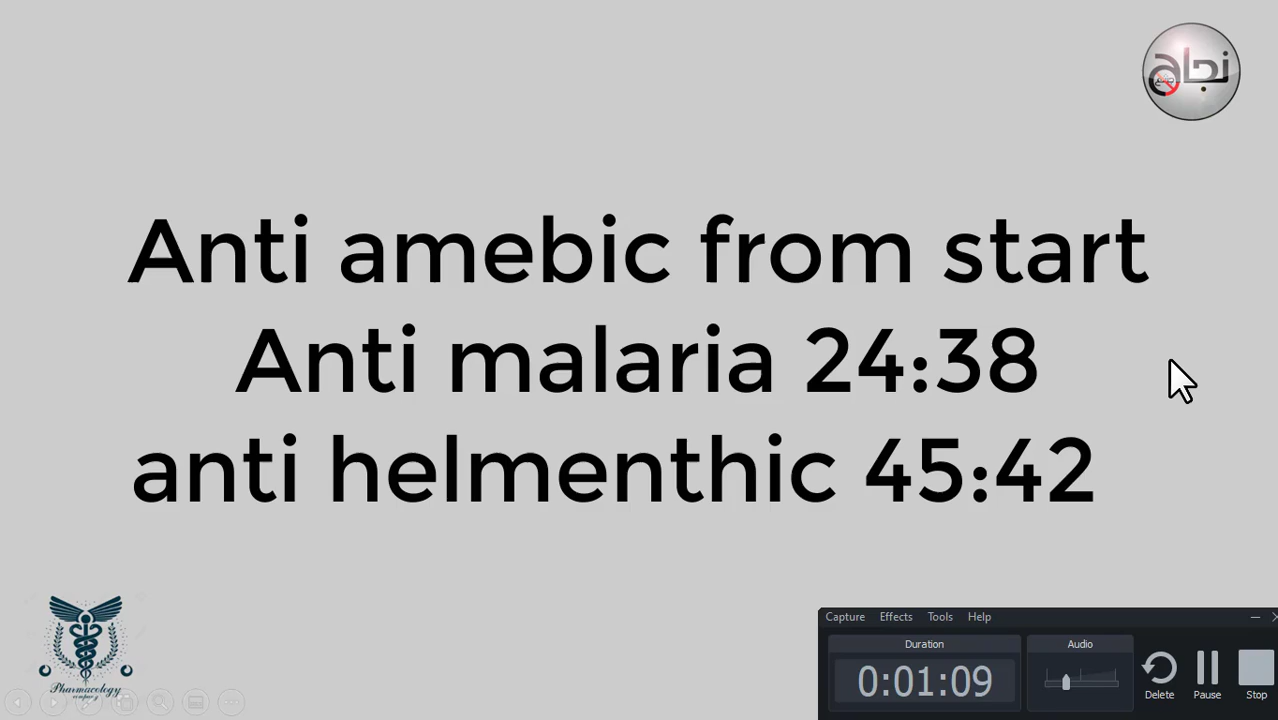 نجاح
Anti amebic from start
Anti malaria 24:38
anti helmenthic 45:42
Pharmacology
Capture Effects Tools Help
Duration Audio
0:01:09
Delete Pause Stop